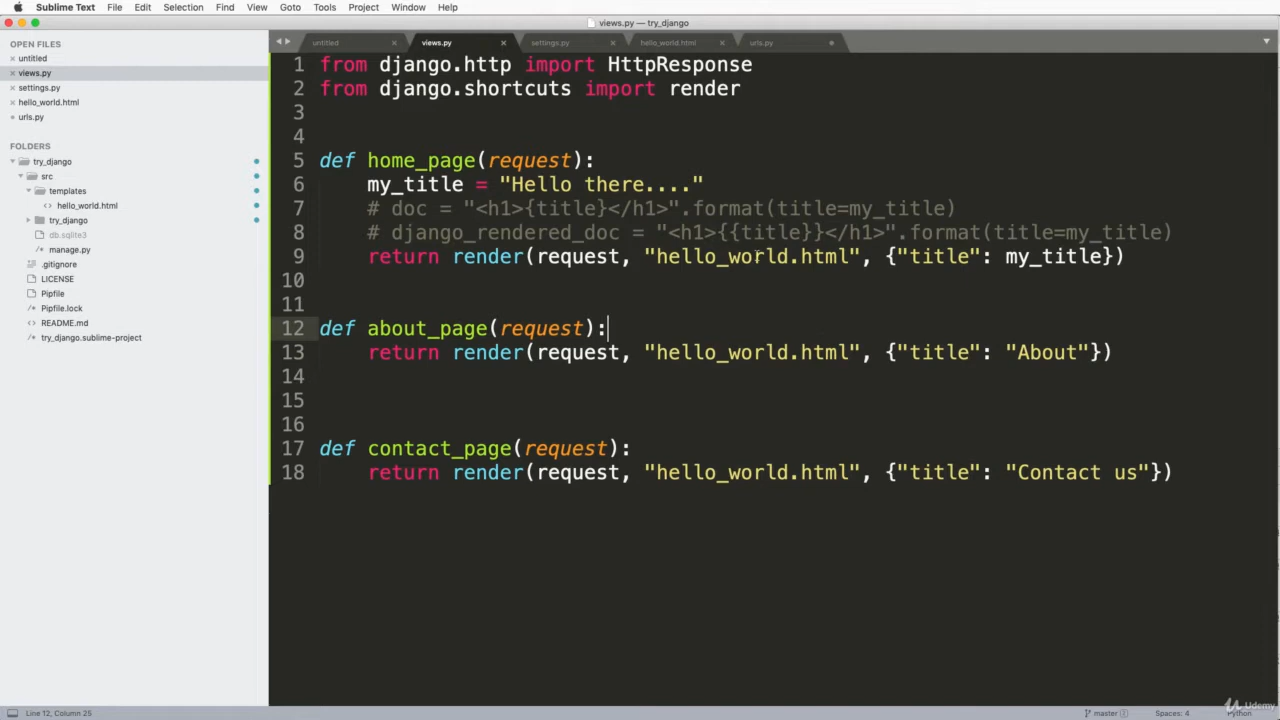 Sublime Text File Edit Selection Find View Goto Tools Project Window Help
views.py — try_django
OPEN FILES
untitled
views.py
settings.py
hello_world.html
urls.py
FOLDERS
try_django
src
templates
<> hello_world.html
try_django
db.sqlite3
manage.py
.gitignore
LICENSE
Pipfile
Pipfile.lock
<> README.md
try_django.sublime-project
untitled views.py settings.py hello_world.html urls.py
1 from django.http import HttpResponse
2 from django.shortcuts import render
3
4
5 def home_page(request):
6 my_title = "Hello there...."
7 # doc = "<h1>{title}</h1>".format(title=my_title)
8 # django_rendered_doc = "<h1>{{title}}</h1>".format(title=my_title)
9 return render(request, "hello_world.html", {"title": my_title})
10
11
12 def about_page(request):
13 return render(request, "hello_world.html", {"title": "About"})
14
15
16
17 def contact_page(request):
18 return render(request, "hello_world.html", {"title": "Contact us"})
Line 12, Column 25
master
Spaces: 4
Python
Udemy